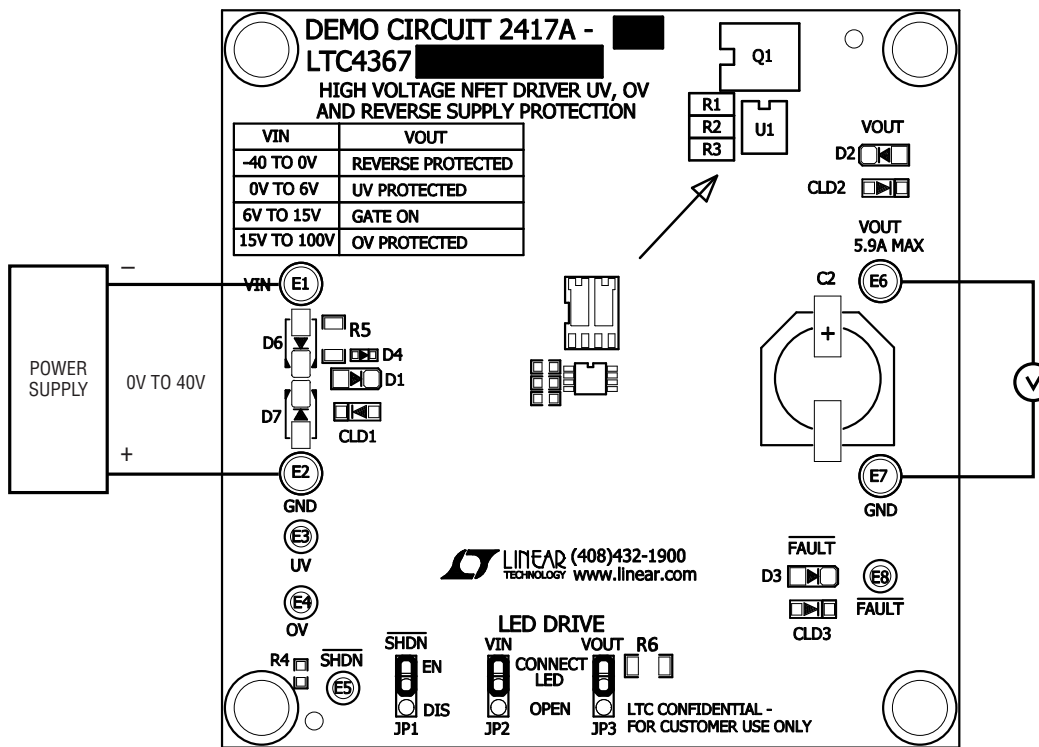 DEMO CIRCUIT 2417A -
LTC4367
HIGH VOLTAGE NFET DRIVER UV, OV
AND REVERSE SUPPLY PROTECTION
VIN VOUT
-40 TO 0V REVERSE PROTECTED
0V TO 6V UV PROTECTED
6V TO 15V GATE ON
15V TO 100V OV PROTECTED
Q1
R1
R2
R3
U1
VOUT
D2
CLD2
VOUT
5.9A MAX
E6
C2
+
V
E7
GND
POWER
SUPPLY
0V TO 40V
−
+
VIN
E1
R5
D6
D4
D1
D7
CLD1
E2
GND
E3
UV
E4
OV
R4
SHDN
E5
LINEAR
TECHNOLOGY
(408)432-1900
www.linear.com
FAULT
D3
E8
FAULT
CLD3
LED DRIVE
SHDN
EN
DIS
JP1
VIN
CONNECT
LED
OPEN
JP2
VOUT
JP3
R6
LTC CONFIDENTIAL -
FOR CUSTOMER USE ONLY